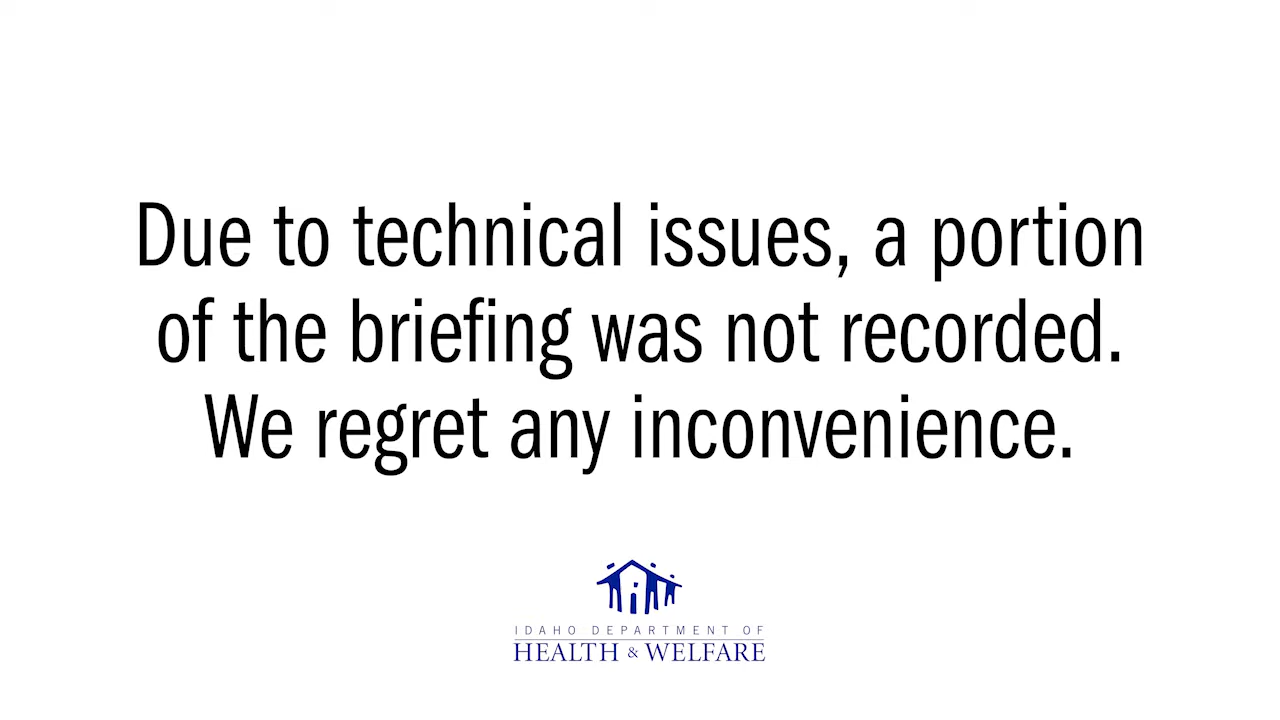 Due to technical issues, a portion
of the briefing was not recorded.
We regret any inconvenience.
IDAHO DEPARTMENT OF
HEALTH & WELFARE